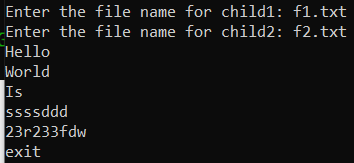 Enter the file name for child1: f1.txt
Enter the file name for child2: f2.txt
Hello
World
Is
ssssddd
23r233fdw
exit